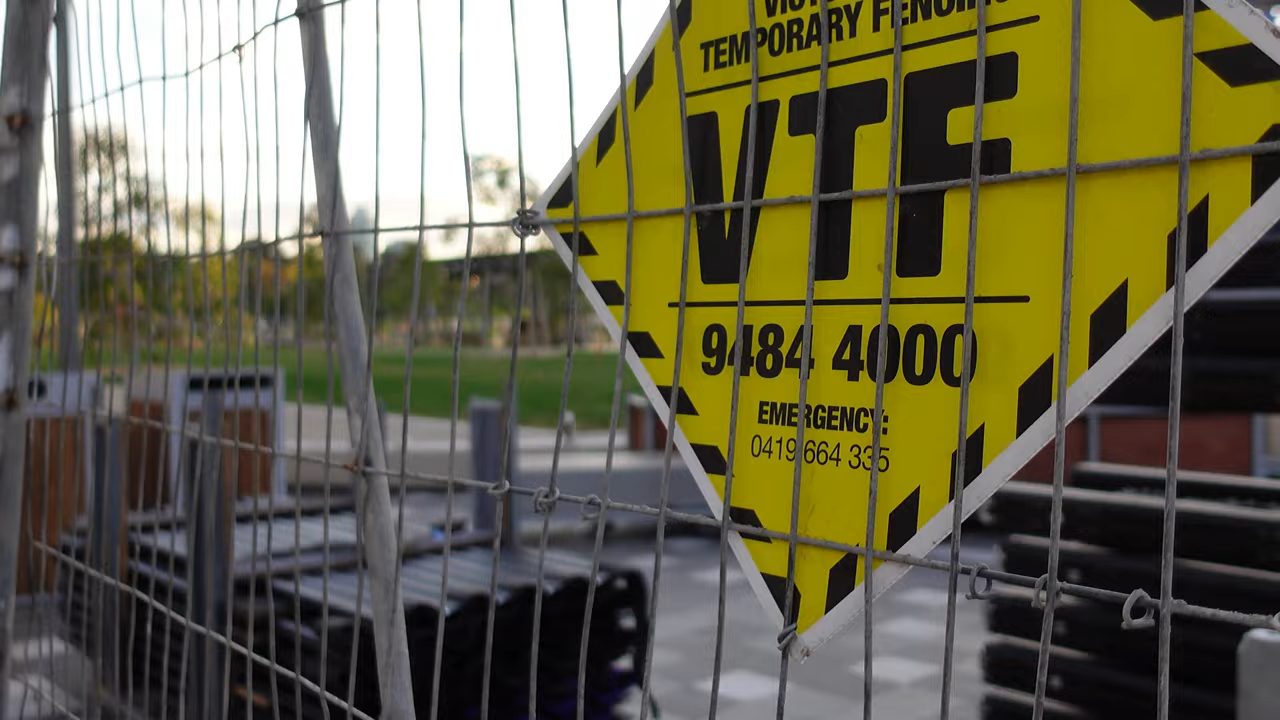 TEMPORARY FENCING
VTF
9484 4000
EMERGENCY:
0419 664 335